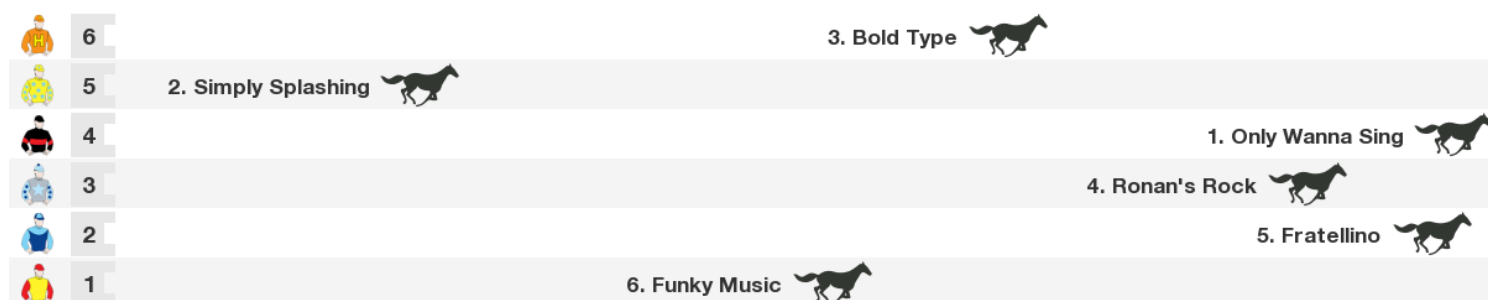 H
6 3. Bold Type
5 2. Simply Splashing
4 1. Only Wanna Sing
3 4. Ronan's Rock
2 5. Fratellino
1 6. Funky Music